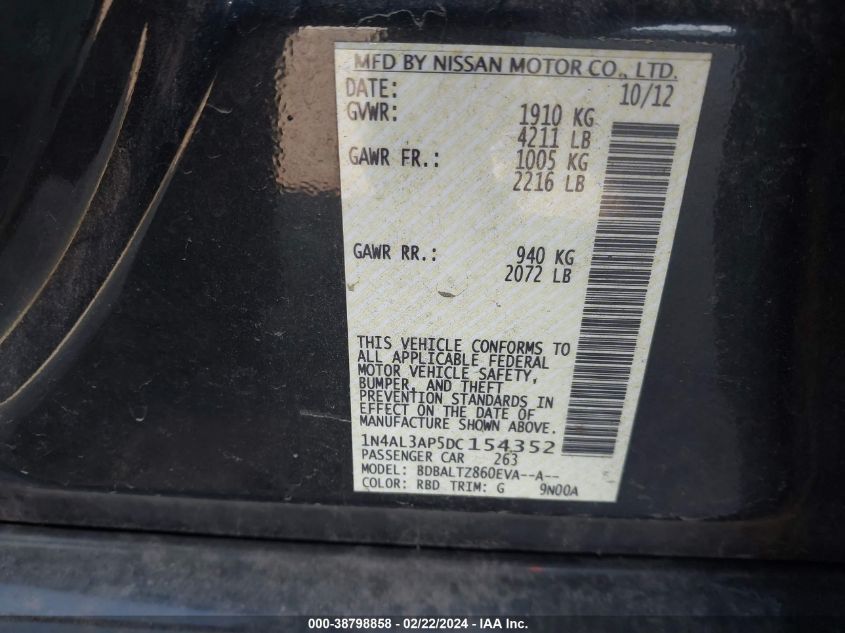 MFD BY NISSAN MOTOR CO., LTD.
DATE: 10/12
GVWR: 1910 KG
4211 LB
GAWR FR.: 1005 KG
2216 LB
GAWR RR.: 940 KG
2072 LB
THIS VEHICLE CONFORMS TO
ALL APPLICABLE FEDERAL
MOTOR VEHICLE SAFETY,
BUMPER, AND THEFT
PREVENTION STANDARDS IN
EFFECT ON THE DATE OF
MANUFACTURE SHOWN ABOVE.
1N4AL3AP5DC154352
PASSENGER CAR 263
MODEL: BDBALTZ860EVA--A--
COLOR: RBD TRIM: G 9N00A
000-38798858 - 02/22/2024 - IAA Inc.